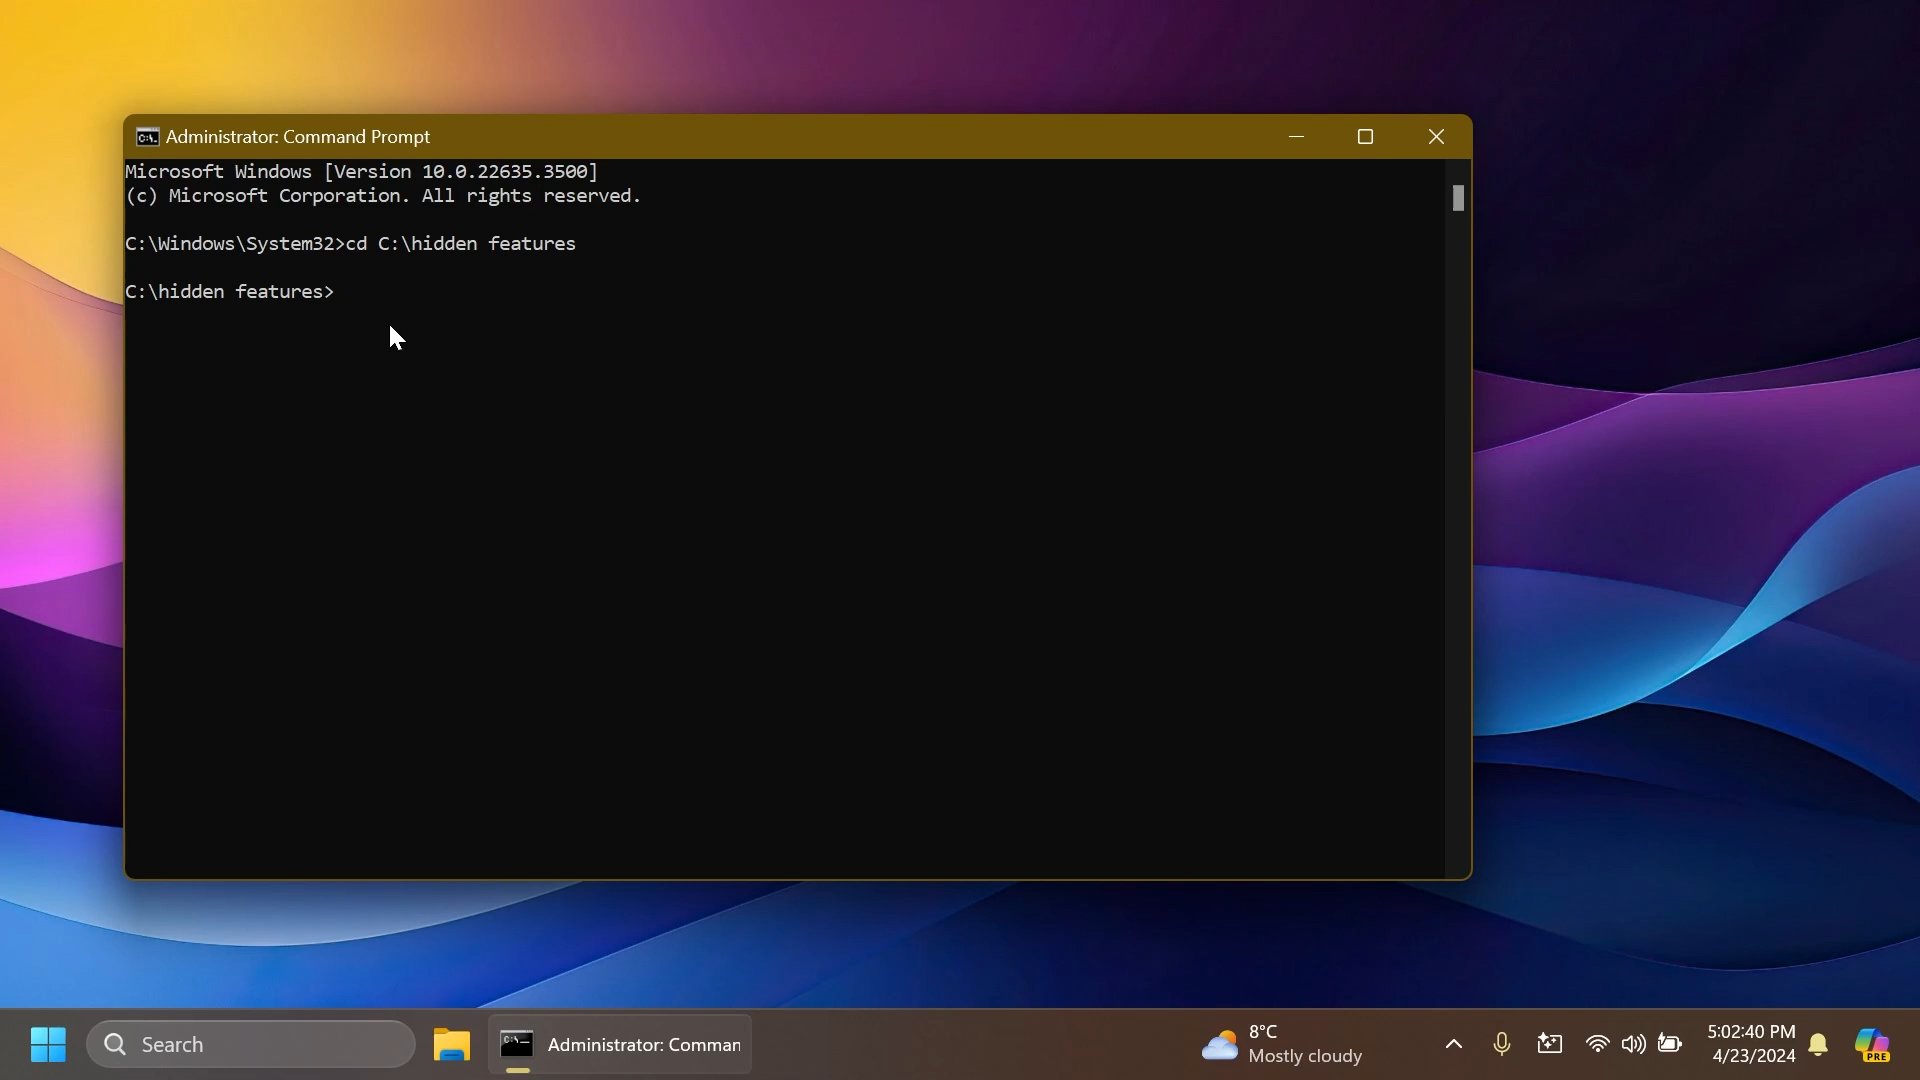 Administrator: Command Prompt
Microsoft Windows [Version 10.0.22635.3500]
(c) Microsoft Corporation. All rights reserved.
C:\Windows\System32>cd C:\hidden features
C:\hidden features>
Search
Administrator: Comman
8°C
Mostly cloudy
5:02:40 PM
4/23/2024
PRE